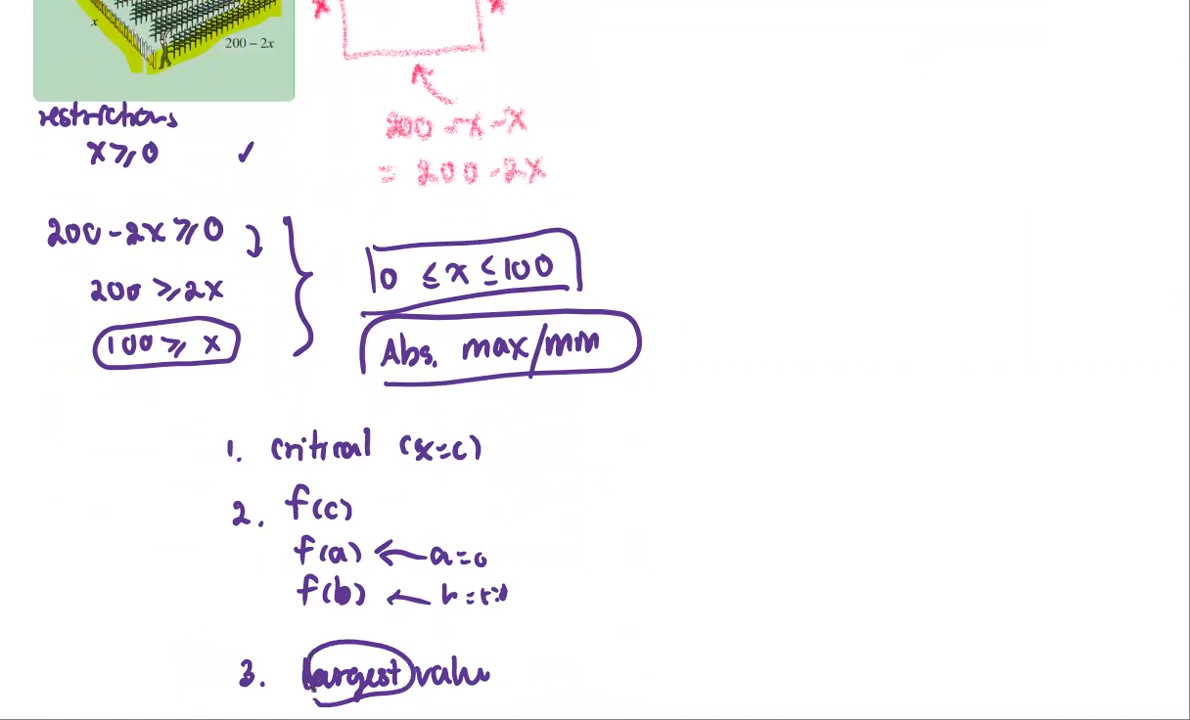 x
200 – 2x
x
x
200 - x - x
= 200 - 2x
restrictions
x ≥ 0 ✓
200 - 2x ≥ 0
200 ≥ 2x
100 ≥ x
0 ≤ x ≤ 100
Abs. max/min
1. critical (x=c)
2. f(c)
f(a) ← a=0
f(b) ← b =
3. largest value